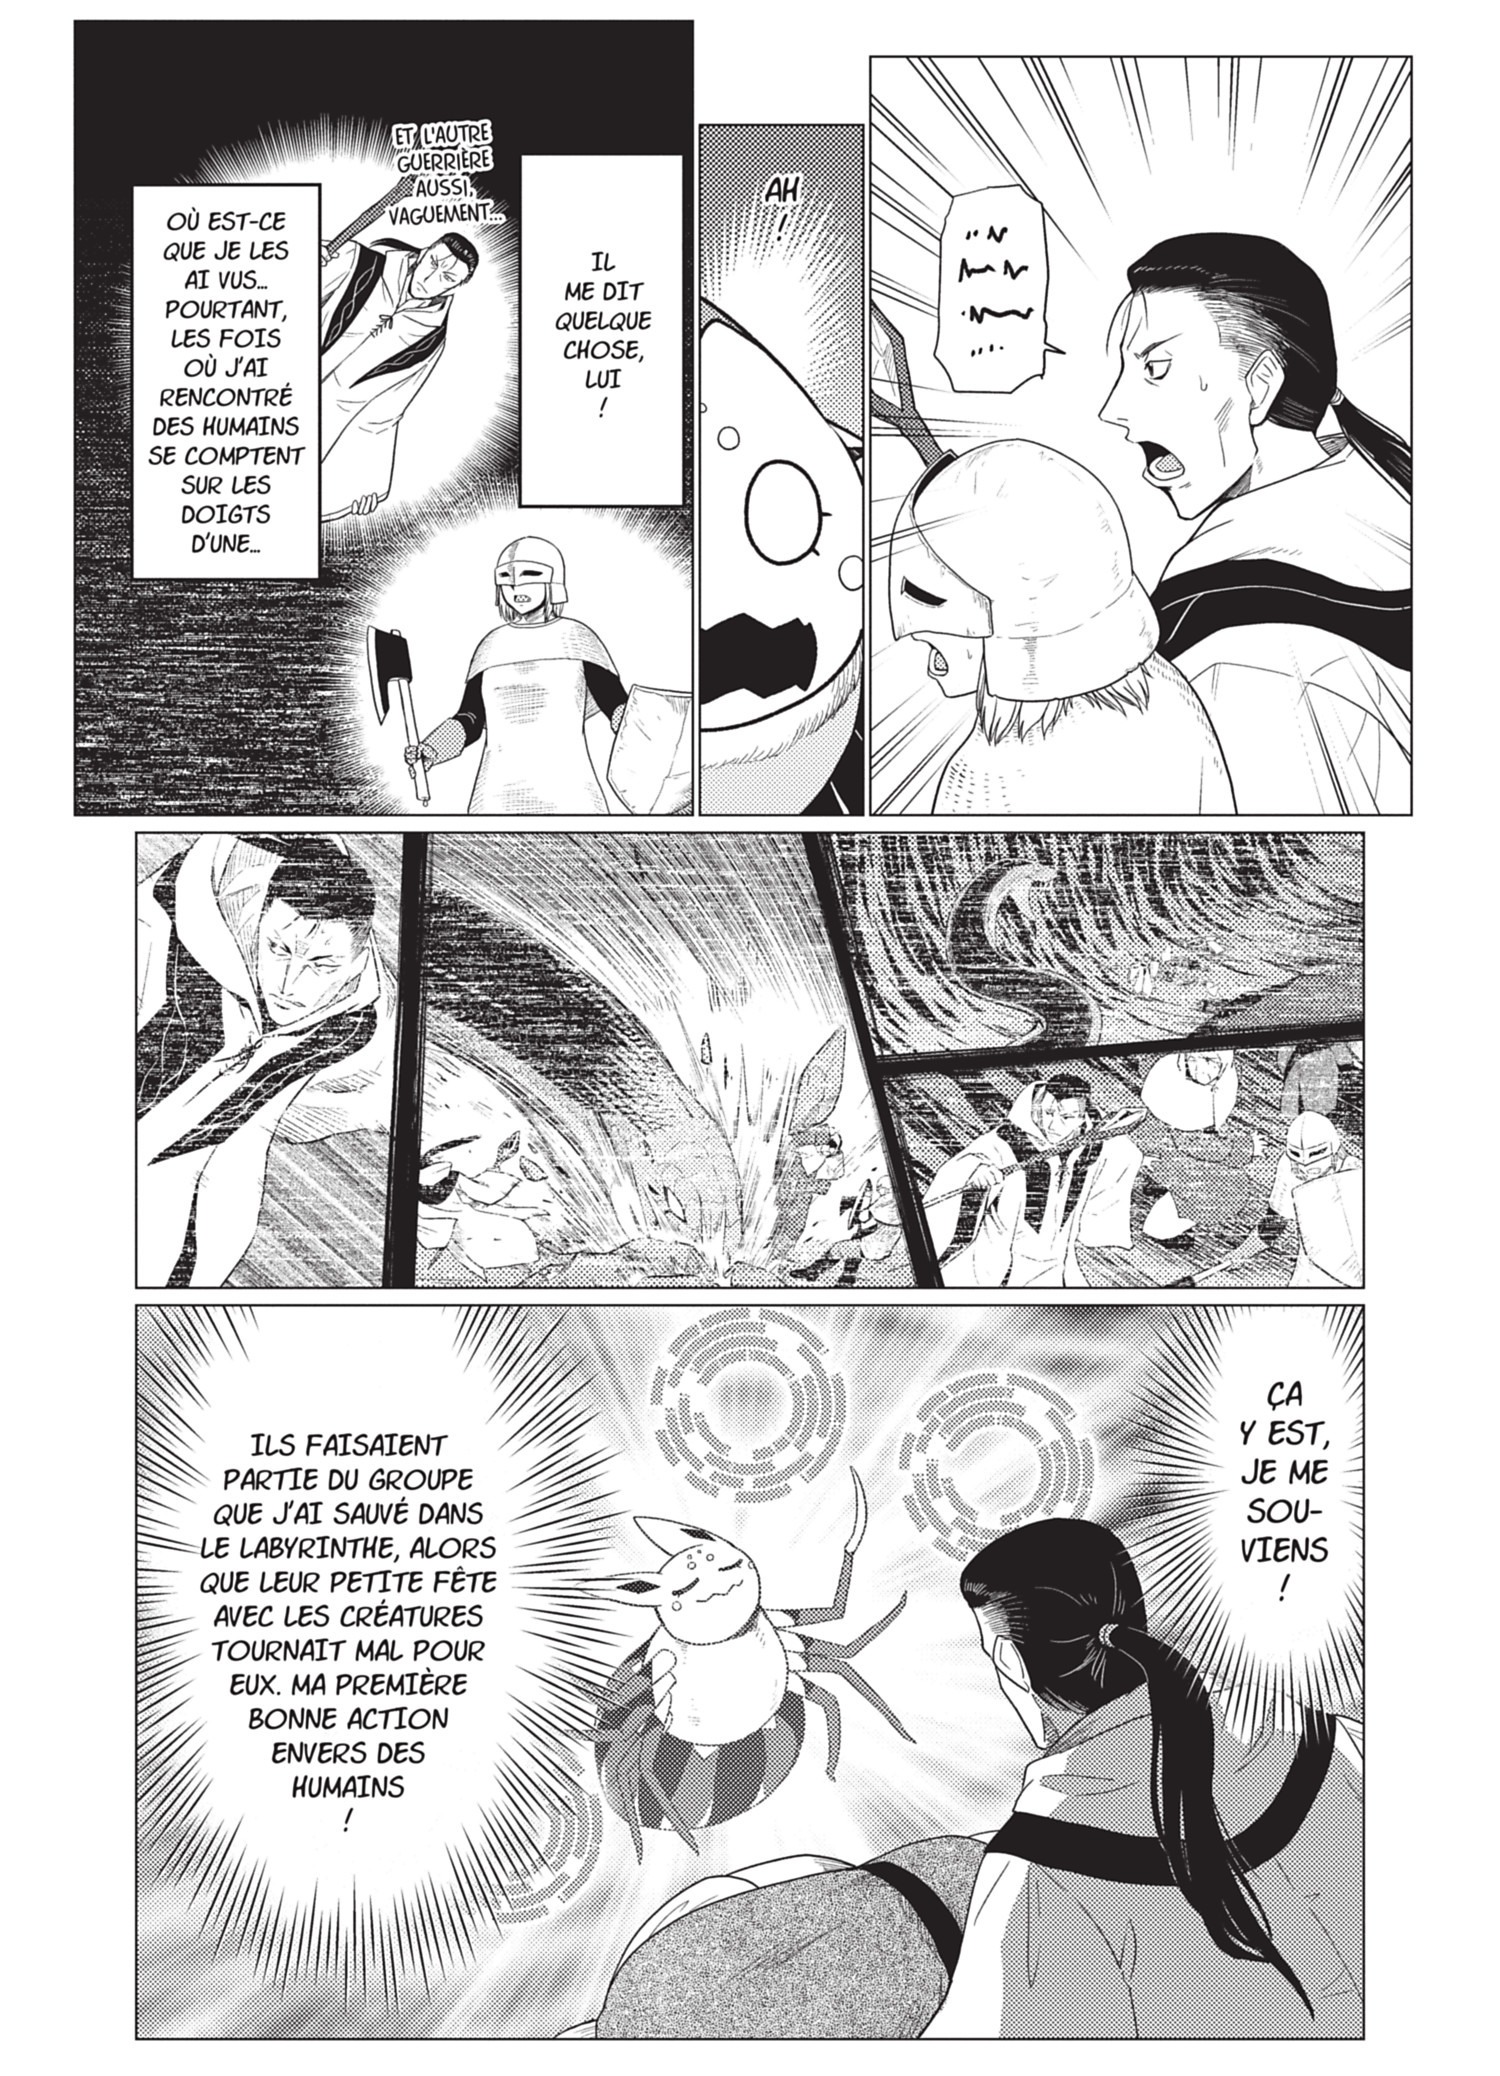 AH
!
IL
ME DIT
QUELQUE
CHOSE,
LUI
!
ET L'AUTRE
GUERRIÈRE
AUSSI,
VAGUEMENT...
OÙ EST-CE
QUE JE LES
AI VUS...
POURTANT,
LES FOIS
OÙ J'AI
RENCONTRÉ
DES HUMAINS
SE COMPTENT
SUR LES
DOIGTS
D'UNE...
ÇA
Y EST,
JE ME
SOU-
VIENS
!
ILS FAISAIENT
PARTIE DU GROUPE
QUE J'AI SAUVÉ DANS
LE LABYRINTHE, ALORS
QUE LEUR PETITE FÊTE
AVEC LES CRÉATURES
TOURNAIT MAL POUR
EUX. MA PREMIÈRE
BONNE ACTION
ENVERS DES
HUMAINS
!